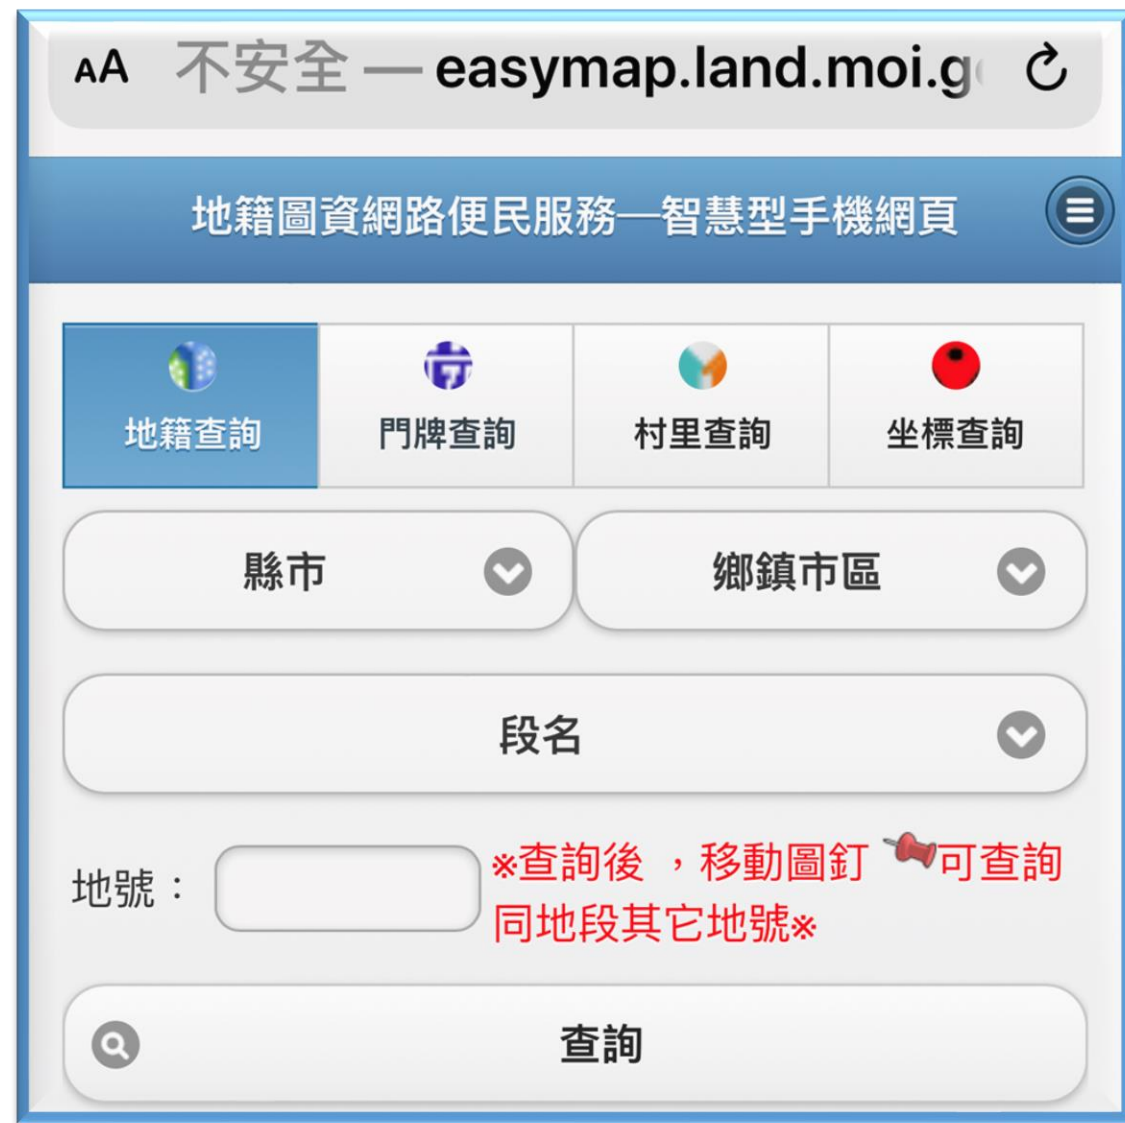 AA 不安全 — easymap.land.moi.g
地籍圖資網路便民服務—智慧型手機網頁
地籍查詢 門牌查詢 村里查詢 坐標查詢
縣市 鄉鎮市區
段名
地號： ※查詢後，移動圖釘 可查詢
同地段其它地號※
查詢